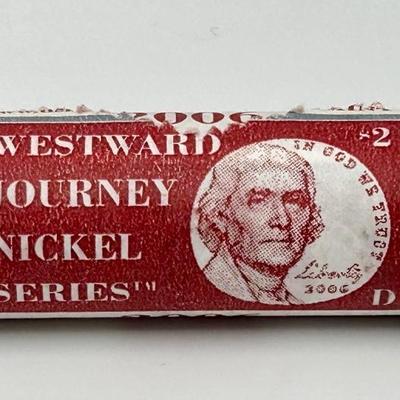 2006
WESTWARD
JOURNEY
NICKEL
SERIES™
$2
IN GOD WE TRUST
Liberty
2006
D